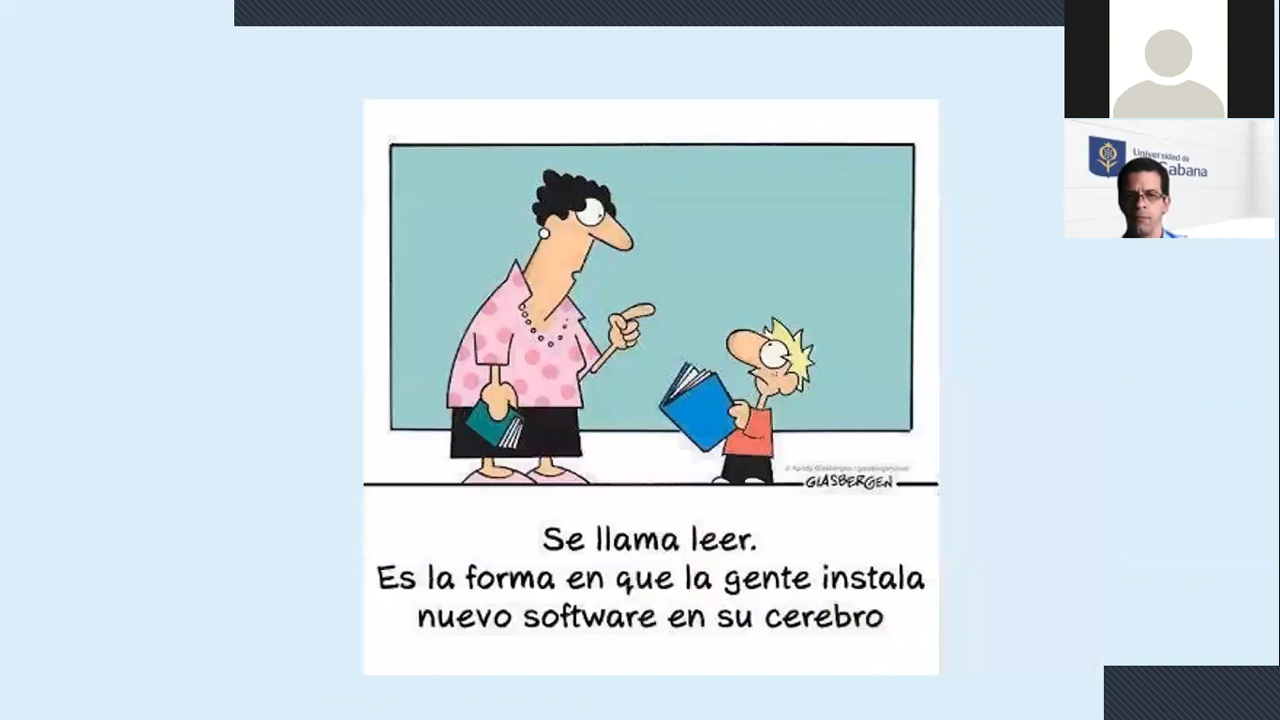 Universidad de
Sabana
GLASBERGEN
Se llama leer.
Es la forma en que la gente instala
nuevo software en su cerebro